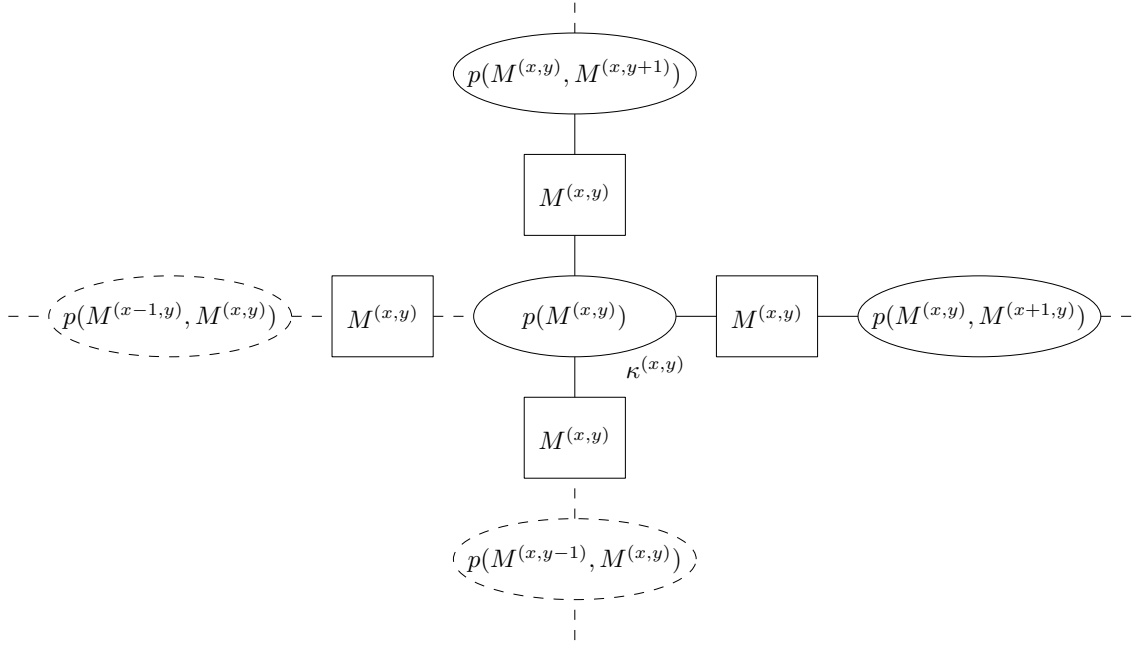 p(M^{(x,y)}, M^{(x,y+1)})
M^{(x,y)}
p(M^{(x−1,y)}, M^{(x,y)})
M^{(x,y)}
p(M^{(x,y)})
M^{(x,y)}
p(M^{(x,y)}, M^{(x+1,y)})
κ^{(x,y)}
M^{(x,y)}
p(M^{(x,y−1)}, M^{(x,y)})